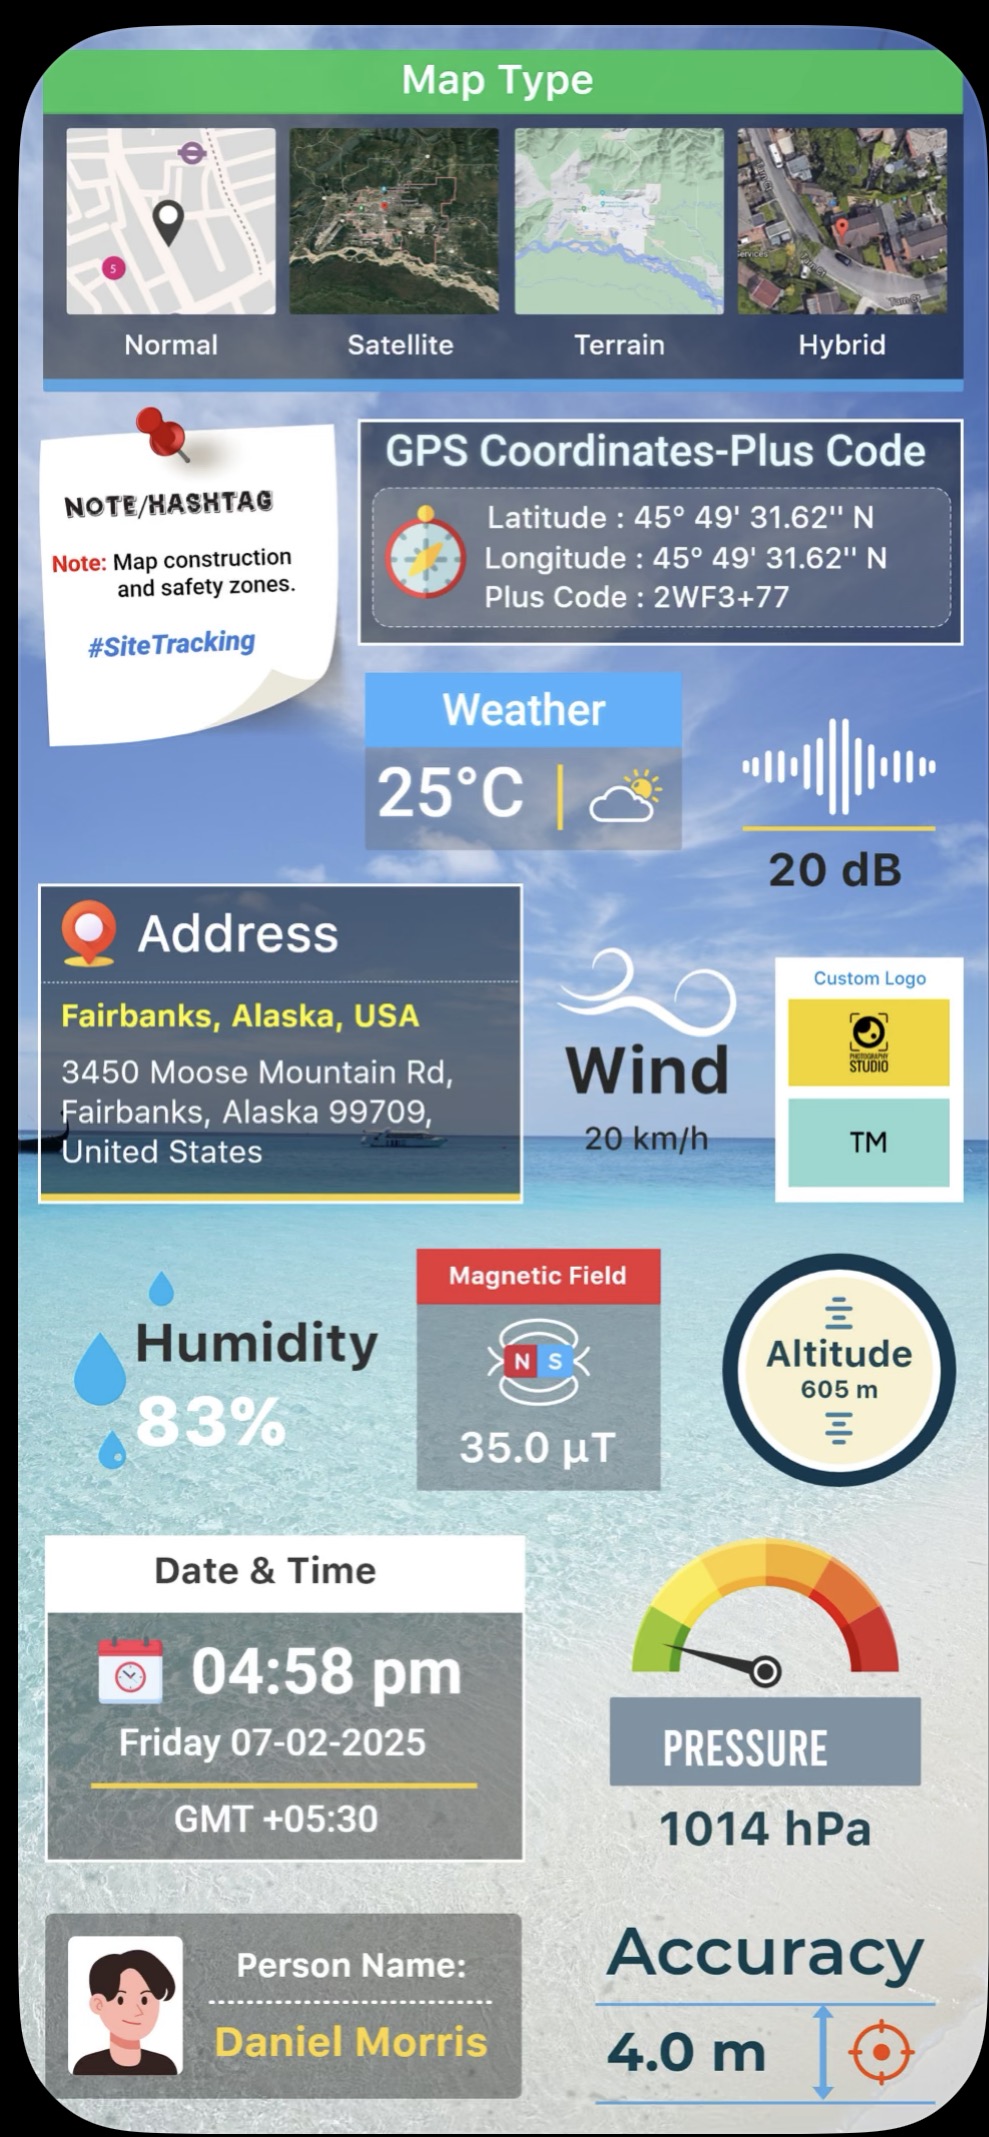 Map Type
5
Normal
Satellite
Terrain
Hybrid
NOTE/HASHTAG
Note: Map construction
and safety zones.
#SiteTracking
GPS Coordinates-Plus Code
Latitude : 45° 49' 31.62'' N
Longitude : 45° 49' 31.62'' N
Plus Code : 2WF3+77
Weather
25°C
20 dB
Address
Fairbanks, Alaska, USA
3450 Moose Mountain Rd,
Fairbanks, Alaska 99709,
United States
Wind
20 km/h
Custom Logo
PHOTOGRAPHY
STUDIO
TM
Humidity
83%
Magnetic Field
N S
35.0 µT
Altitude
605 m
Date & Time
04:58 pm
Friday 07-02-2025
GMT +05:30
PRESSURE
1014 hPa
Person Name:
Daniel Morris
Accuracy
4.0 m